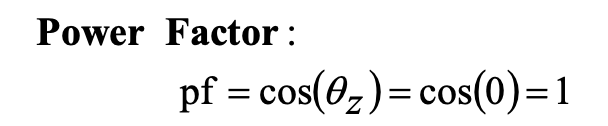 Power Factor:
pf = cos(θ_Z) = cos(0) = 1